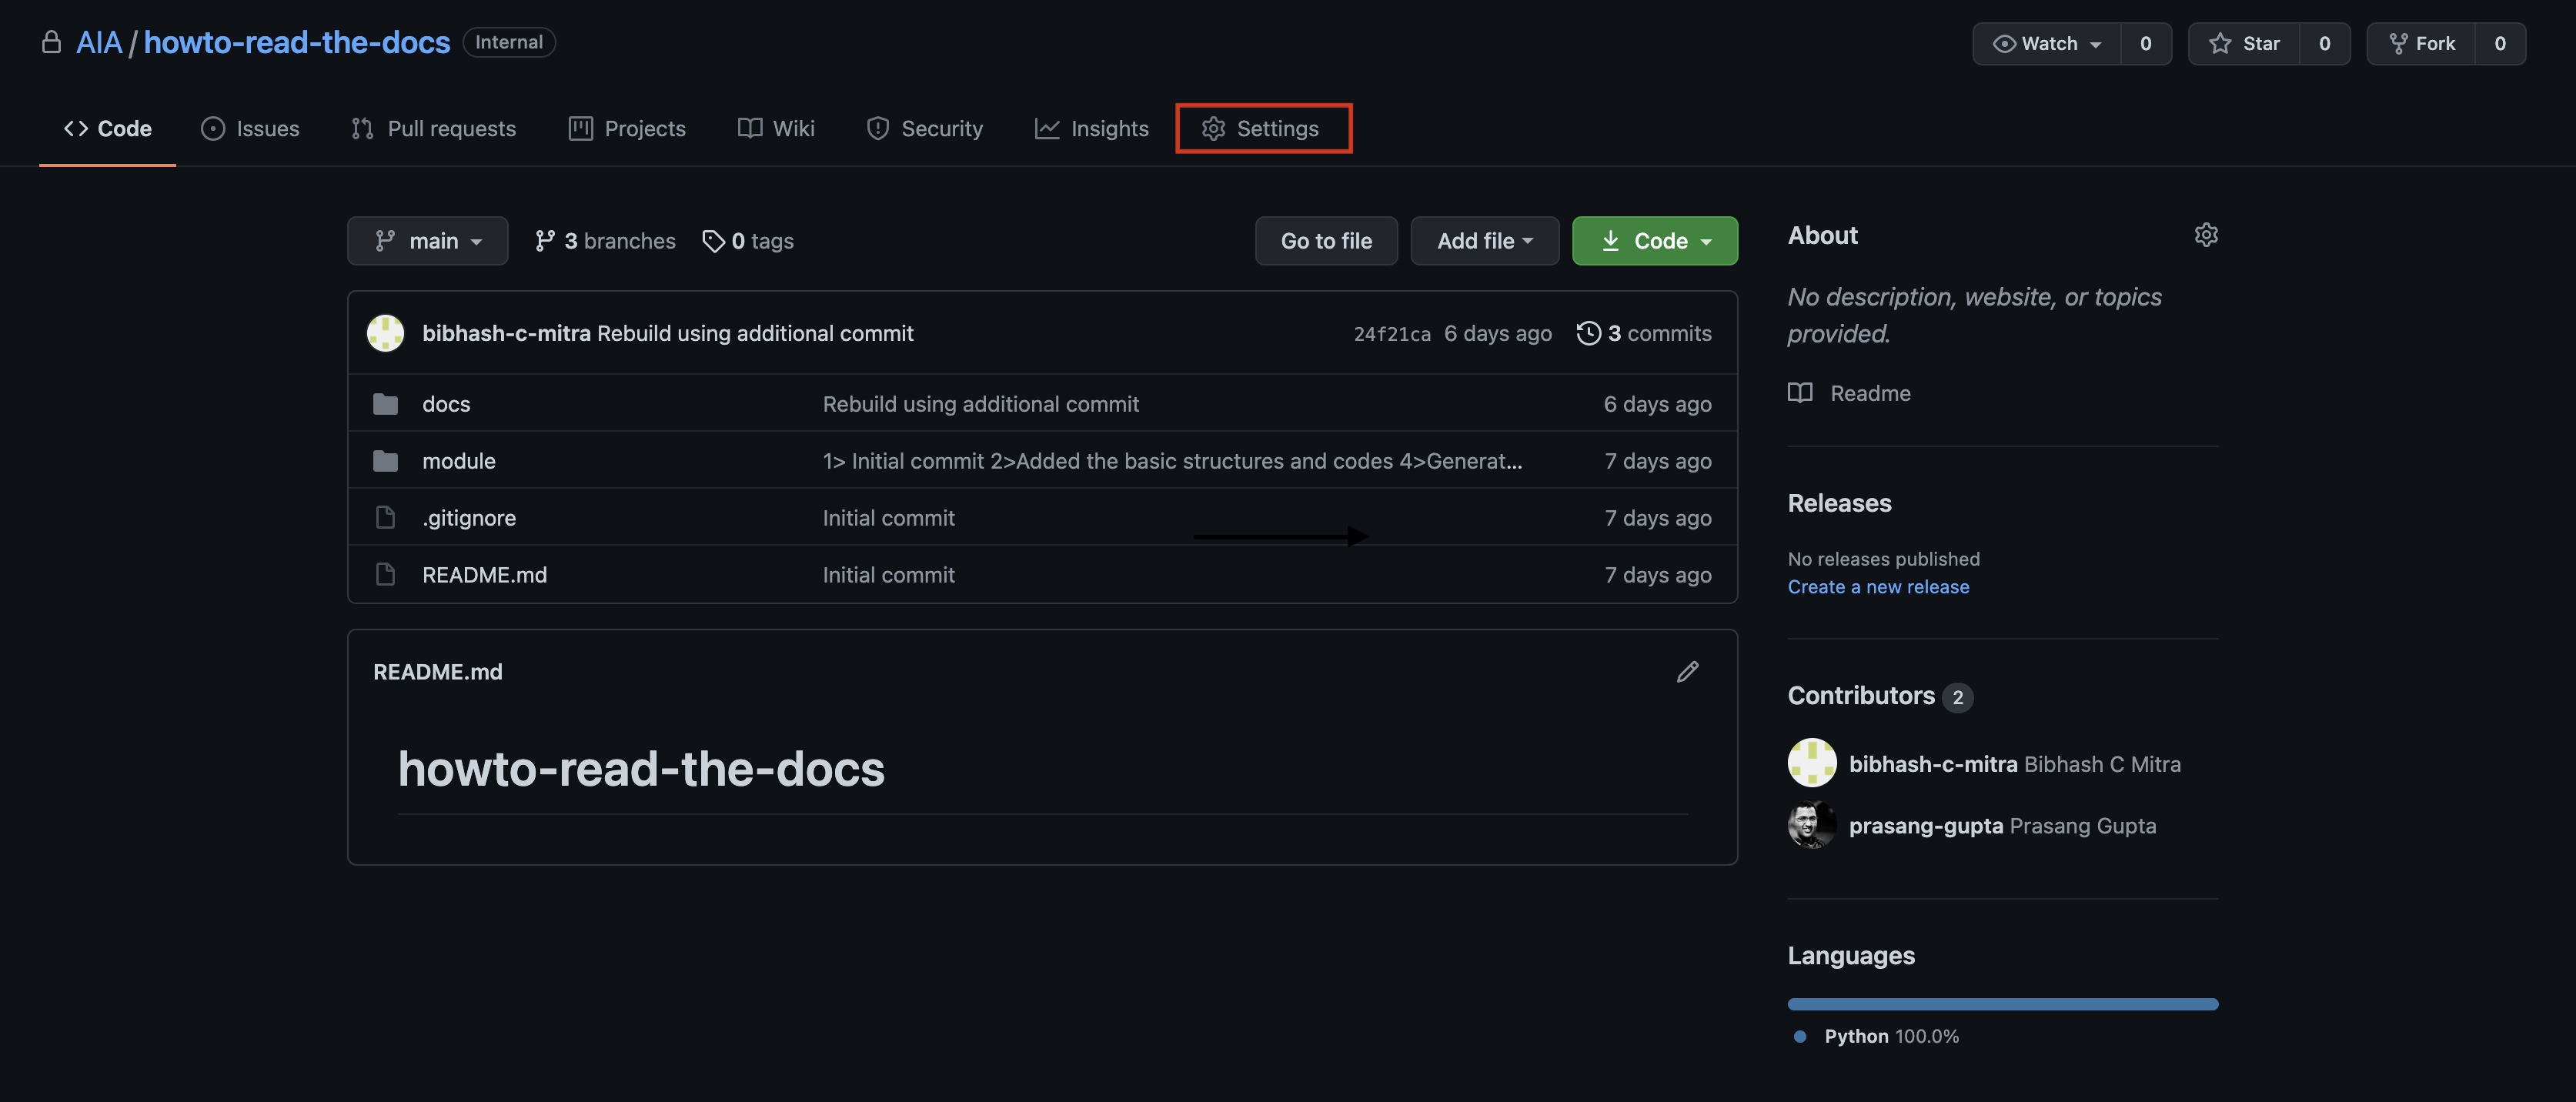 AIA / howto-read-the-docs Internal
Watch 0 Star 0 Fork 0
Code Issues Pull requests Projects Wiki Security Insights Settings
main 3 branches 0 tags Go to file Add file Code
bibhash-c-mitra Rebuild using additional commit 24f21ca 6 days ago 3 commits
docs Rebuild using additional commit 6 days ago
module 1> Initial commit 2>Added the basic structures and codes 4>Generat... 7 days ago
.gitignore Initial commit 7 days ago
README.md Initial commit 7 days ago
README.md
howto-read-the-docs
About
No description, website, or topics
provided.
Readme
Releases
No releases published
Create a new release
Contributors 2
bibhash-c-mitra Bibhash C Mitra
prasang-gupta Prasang Gupta
Languages
Python 100.0%